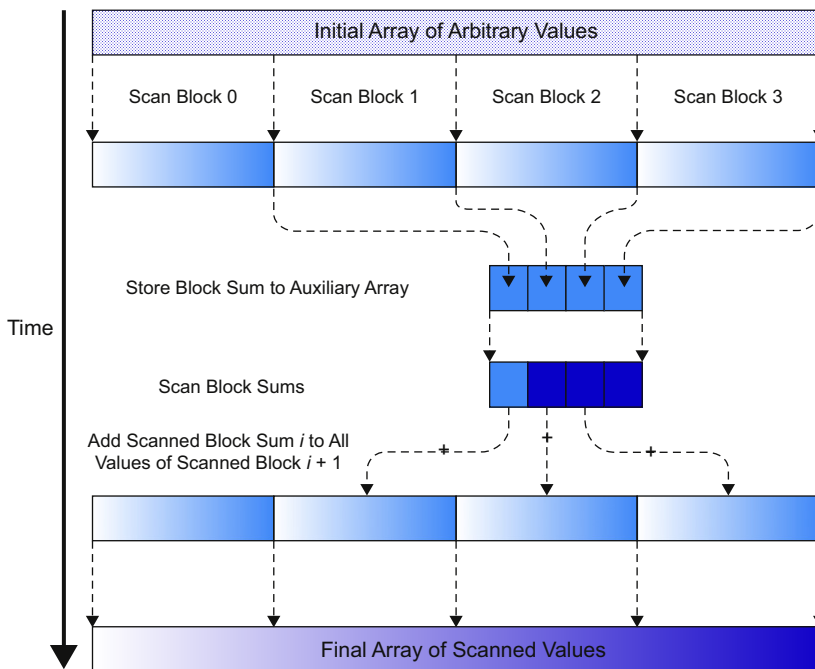 Initial Array of Arbitrary Values
Scan Block 0
Scan Block 1
Scan Block 2
Scan Block 3
Store Block Sum to Auxiliary Array
Time
Scan Block Sums
Add Scanned Block Sum i to All
Values of Scanned Block i + 1
+
+
+
Final Array of Scanned Values